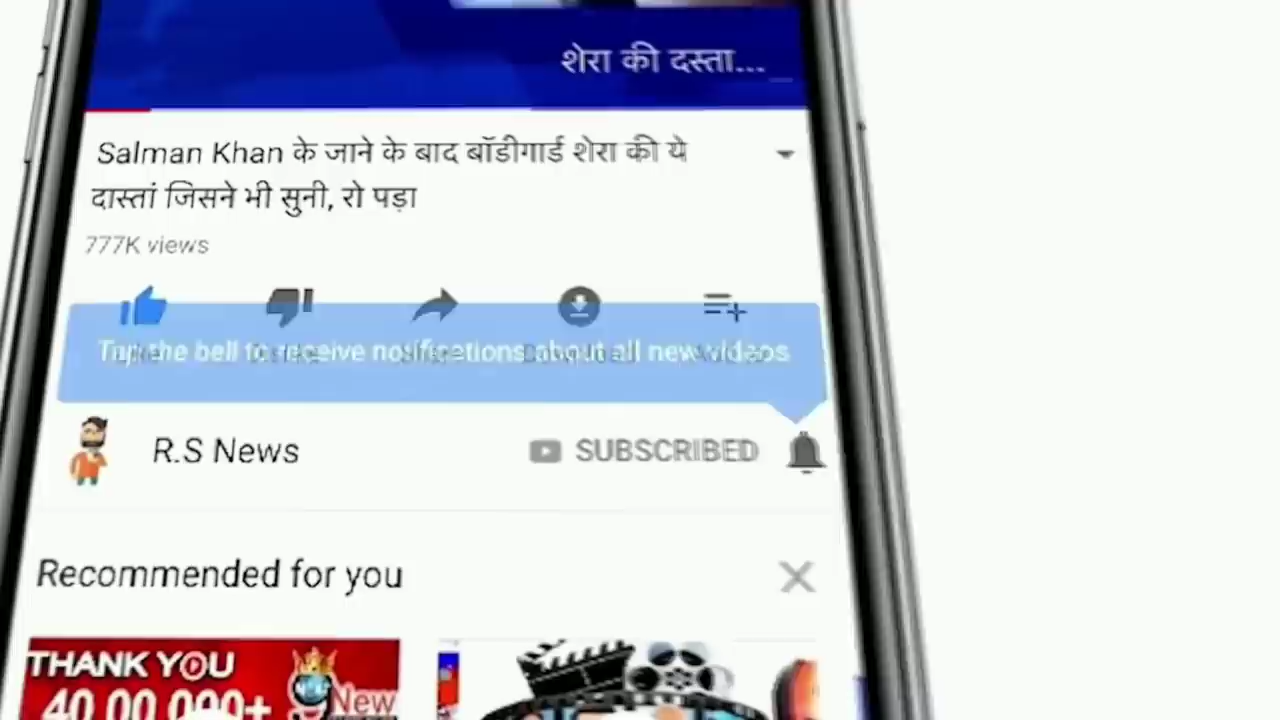 शेरा की दस्ता...
Salman Khan के जाने के बाद बॉडीगार्ड शेरा की ये
दास्तां जिसने भी सुनी, रो पड़ा
777K views
Tap the bell to receive notifications about all new videos
R.S News
SUBSCRIBED
Recommended for you
THANK YOU
40,00,000+
New